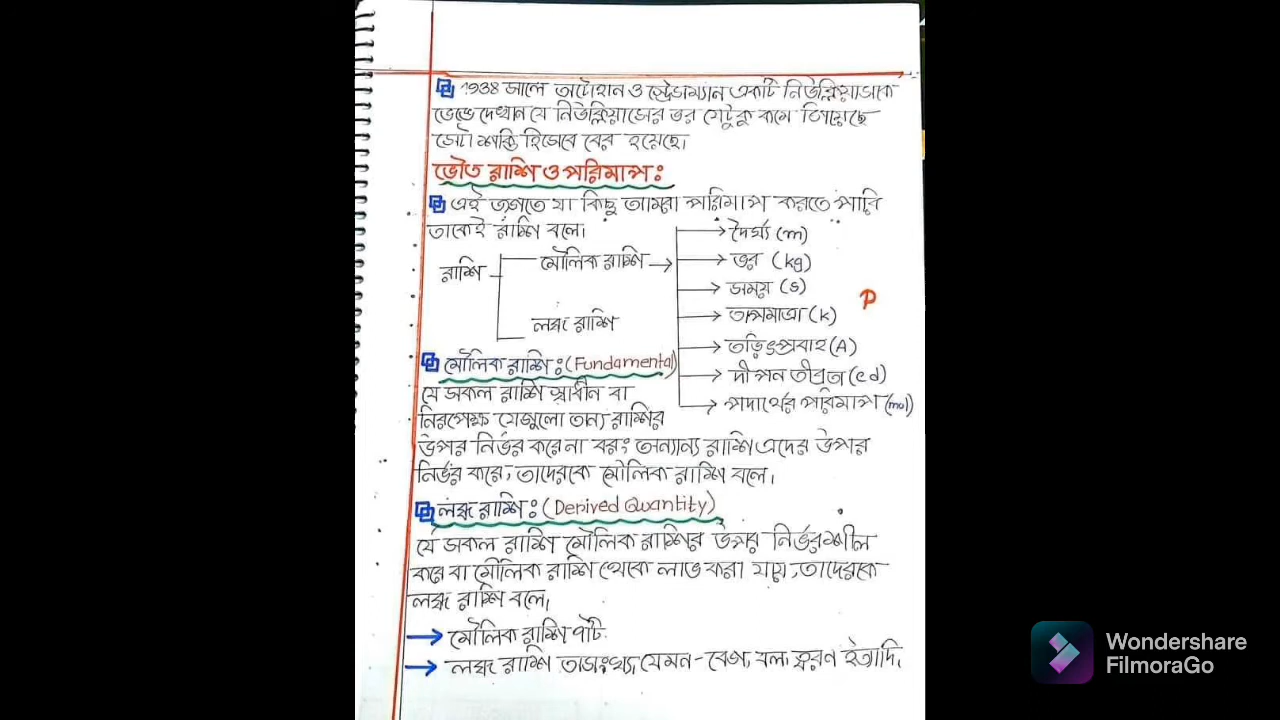 1938 সালে অটোহান ও স্ট্রেসম্যান একটি নিউক্লিয়াসকে
ভেঙে দেখান যে নিউক্লিয়াসের ভর যেটুকু কমে গিয়েছে
সেটা শক্তি হিসেবে বের হয়েছে।
ভৌত রাশি ও পরিমাপ:
এই জগতে যা কিছু আমরা পরিমাপ করতে পারি
তাকেই রাশি বলে।
রাশি
মৌলিক রাশি
লব্ধ রাশি
দৈর্ঘ্য (m)
ভর (kg)
সময় (s)
তাপমাত্রা (k)
তড়িৎপ্রবাহ (A)
দীপন তীব্রতা (cd)
পদার্থের পরিমাপ (mol)
P
মৌলিক রাশি: (Fundamental)
যে সকল রাশি স্বাধীন বা
নিরপেক্ষ যেগুলো অন্য রাশির
উপর নির্ভর করে না বরং অন্যান্য রাশি এদের উপর
নির্ভর করে, তাদেরকে মৌলিক রাশি বলে।
লব্ধ রাশি: (Derived Quantity)
যে সকল রাশি মৌলিক রাশির উপর নির্ভরশীল
করে বা মৌলিক রাশি থেকে লাভ করা যায়, তাদেরকে
লব্ধ রাশি বলে।
মৌলিক রাশি ৭টি
লব্ধ রাশি অসংখ্য যেমন - বেগ, বল, ত্বরন ইত্যাদি,
Wondershare
FilmoraGo